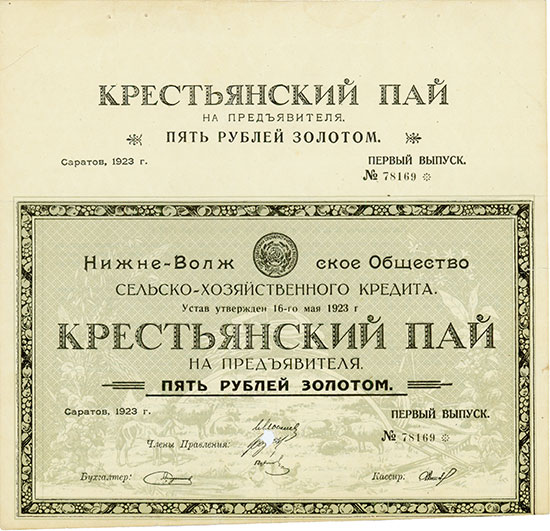 КРЕСТЬЯНСКИЙ ПАЙ
НА ПРЕДЪЯВИТЕЛЯ.
ПЯТЬ РУБЛЕЙ ЗОЛОТОМ.
Саратов, 1923 г.
ПЕРВЫЙ ВЫПУСК.
№ 78169
Нижне-Волжское Общество
СЕЛЬСКО-ХОЗЯЙСТВЕННОГО КРЕДИТА.
Устав утвержден 16-го мая 1923 г
КРЕСТЬЯНСКИЙ ПАЙ
НА ПРЕДЪЯВИТЕЛЯ.
ПЯТЬ РУБЛЕЙ ЗОЛОТОМ.
Саратов, 1923 г.
ПЕРВЫЙ ВЫПУСК.
№ 78169
Члены Правления:
Бухгалтер:
Кассир: